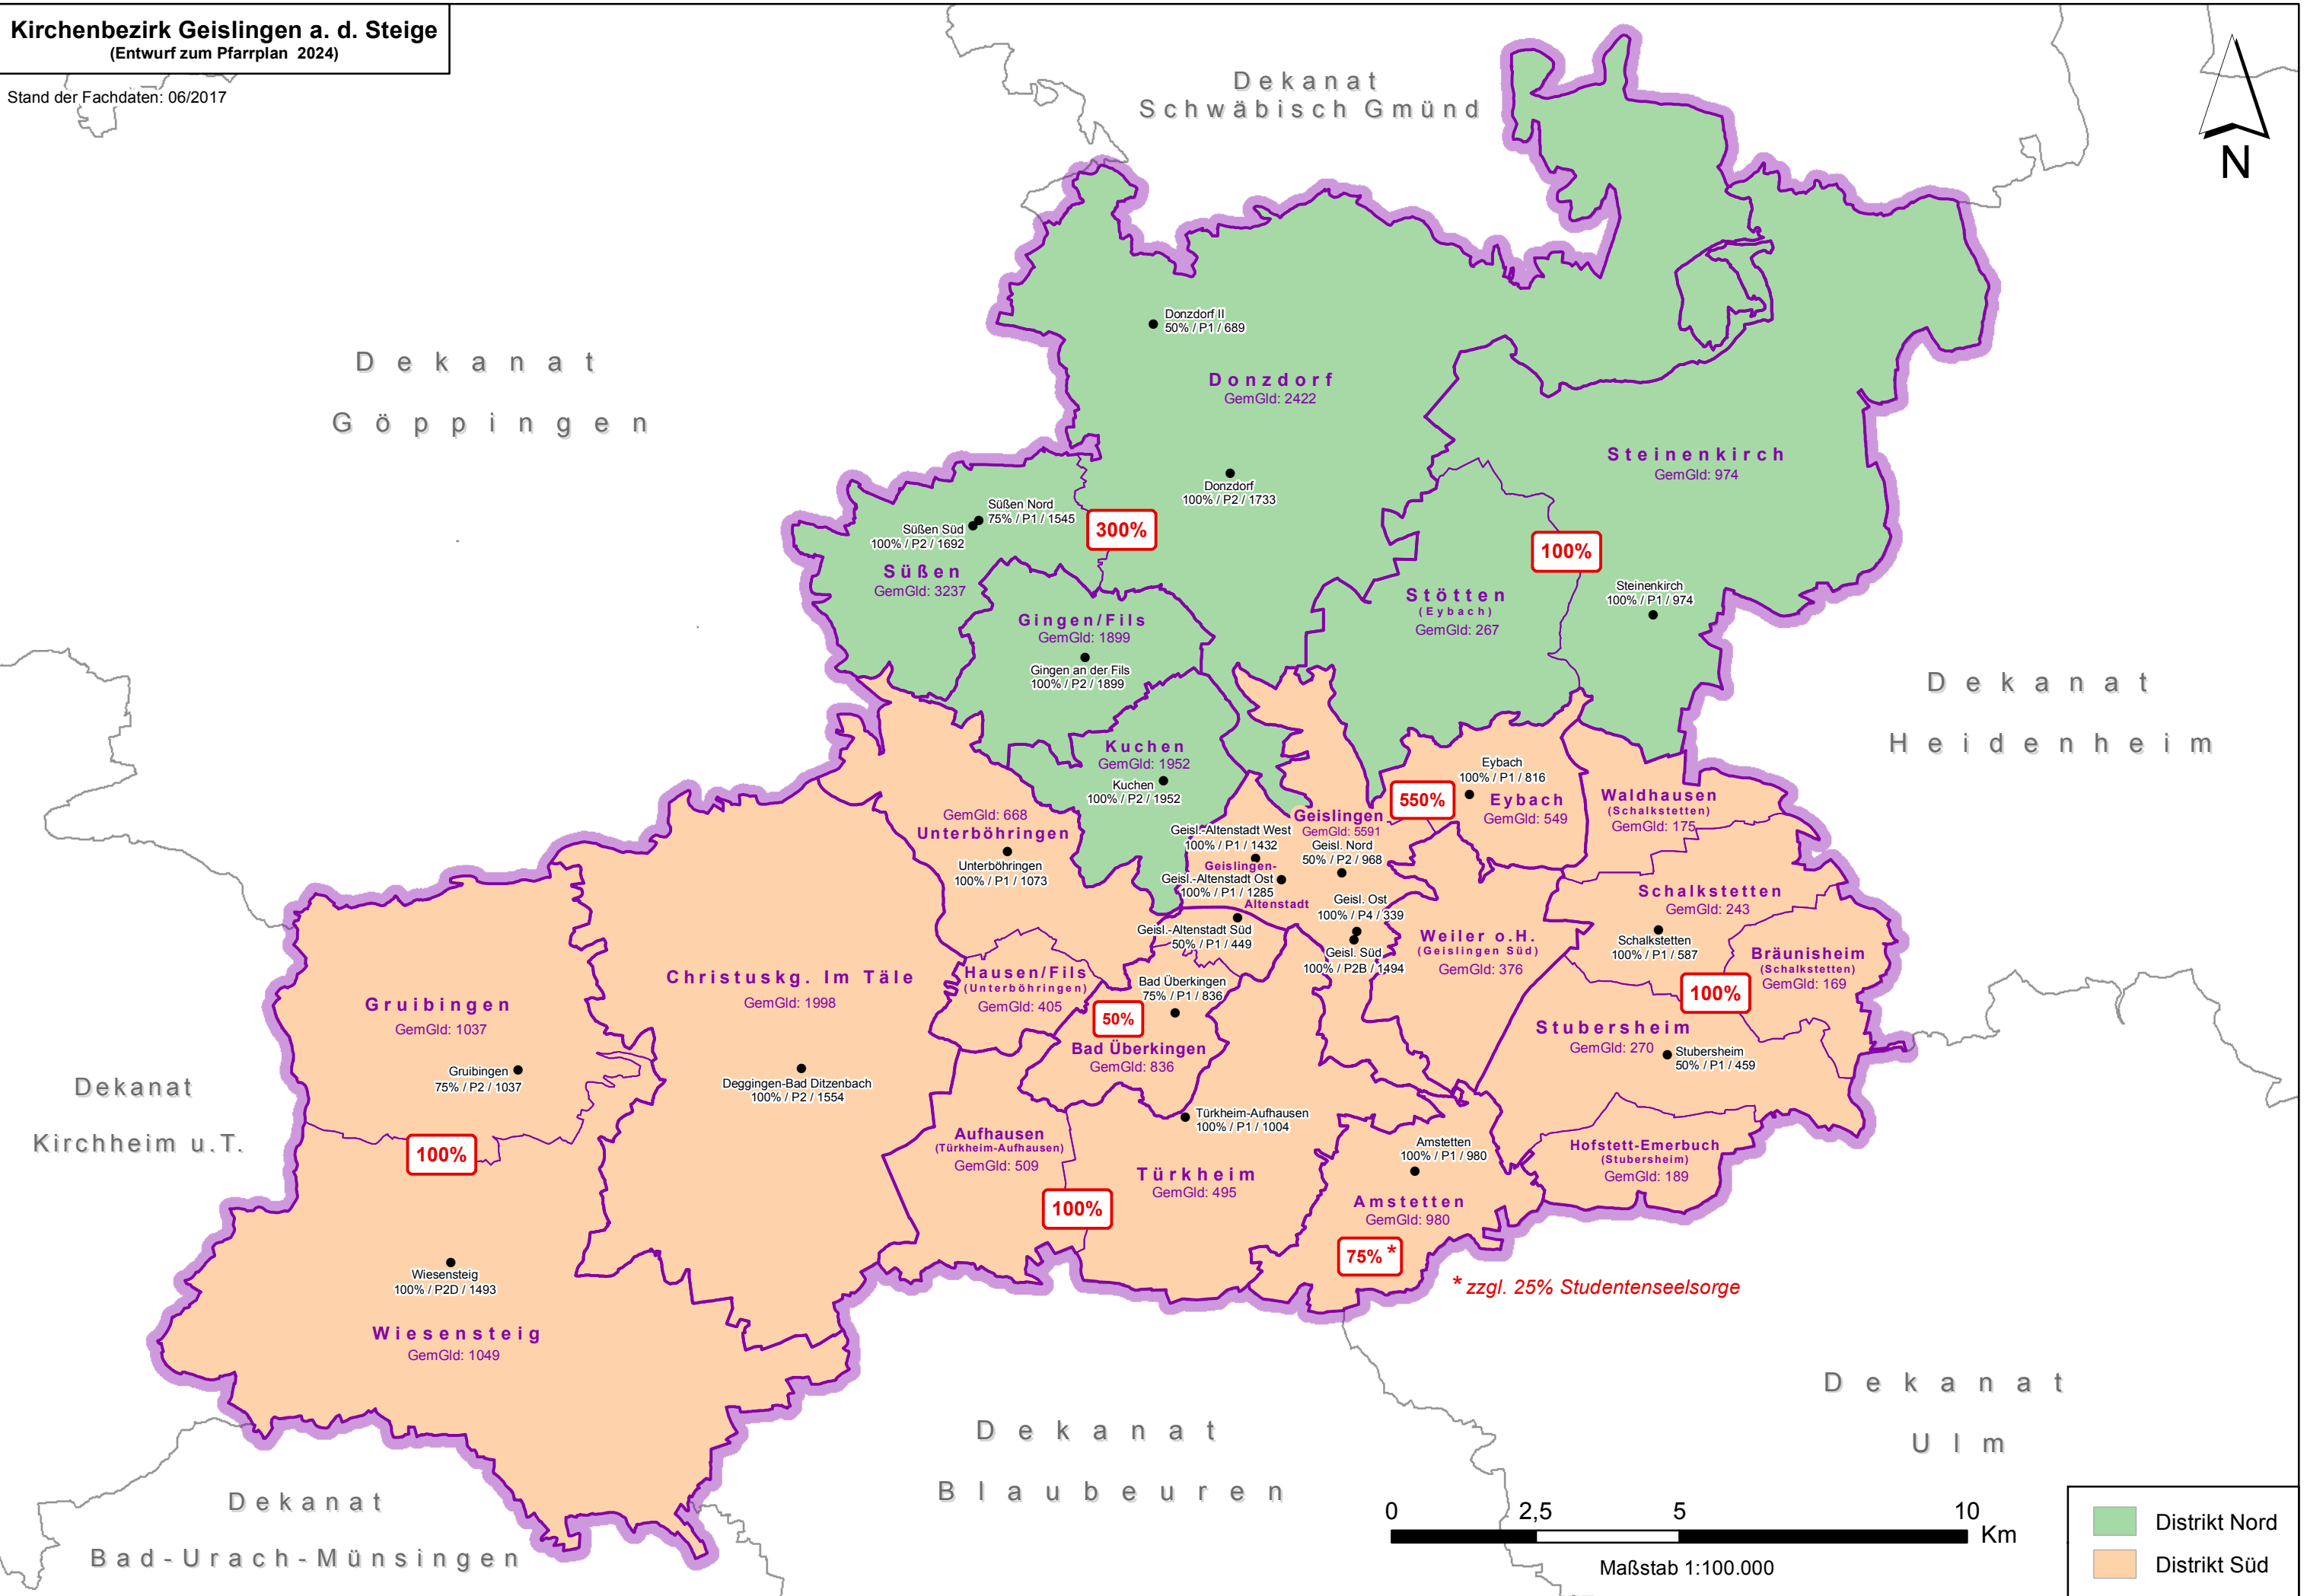 Kirchenbezirk Geislingen a. d. Steige
(Entwurf zum Pfarrplan 2024)
Stand der Fachdaten: 06/2017
Dekanat
Schwäbisch Gmünd
N
Dekanat
Göppingen
Donzdorf II
50% / P1 / 689
Donzdorf
GemGld: 2422
Donzdorf
100% / P2 / 1733
Steinenkirch
GemGld: 974
Steinenkirch
100% / P1 / 974
Süßen Nord
75% / P1 / 1545
Süßen Süd
100% / P2 / 1692
Süßen
GemGld: 3237
300%
100%
Stötten
(Eybach)
GemGld: 267
Gingen/Fils
GemGld: 1899
Gingen an der Fils
100% / P2 / 1899
Kuchen
GemGld: 1952
Kuchen
100% / P2 / 1952
Dekanat
Heidenheim
Eybach
100% / P1 / 816
Eybach
GemGld: 549
550%
Waldhausen
(Schalkstetten)
GemGld: 175
GemGld: 668
Unterböhringen
Unterböhringen
100% / P1 / 1073
Geislingen
GemGld: 5591
Geisl. Nord
50% / P2 / 968
Geisl.-Altenstadt West
100% / P1 / 1432
Geislingen-
Geisl.-Altenstadt Ost
100% / P1 / 1285
Altenstadt
Geisl. Ost
100% / P4 / 339
Geisl.-Altenstadt Süd
50% / P1 / 449
Geisl. Süd
100% / P2B / 1494
Weiler o.H.
(Geislingen Süd)
GemGld: 376
Schalkstetten
GemGld: 243
Schalkstetten
100% / P1 / 587
Bräunisheim
(Schalkstetten)
GemGld: 169
100%
Stubersheim
GemGld: 270
Stubersheim
50% / P1 / 459
Hofstett-Emerbuch
(Stubersheim)
GemGld: 189
Hausen/Fils
(Unterböhringen)
GemGld: 405
Bad Überkingen
75% / P1 / 836
50%
Bad Überkingen
GemGld: 836
Christuskg. Im Täle
GemGld: 1998
Deggingen-Bad Ditzenbach
100% / P2 / 1554
Gruibingen
GemGld: 1037
Gruibingen
75% / P2 / 1037
100%
Dekanat
Kirchheim u.T.
Türkheim-Aufhausen
100% / P1 / 1004
Aufhausen
(Türkheim-Aufhausen)
GemGld: 509
Türkheim
GemGld: 495
100%
Amstetten
100% / P1 / 980
Amstetten
GemGld: 980
75% *
* zzgl. 25% Studentenseelsorge
Wiesensteig
100% / P2D / 1493
Wiesensteig
GemGld: 1049
Dekanat
Bad-Urach-Münsingen
Dekanat
Blaubeuren
Dekanat
Ulm
0 2,5 5 10
Km
Maßstab 1:100.000
Distrikt Nord
Distrikt Süd